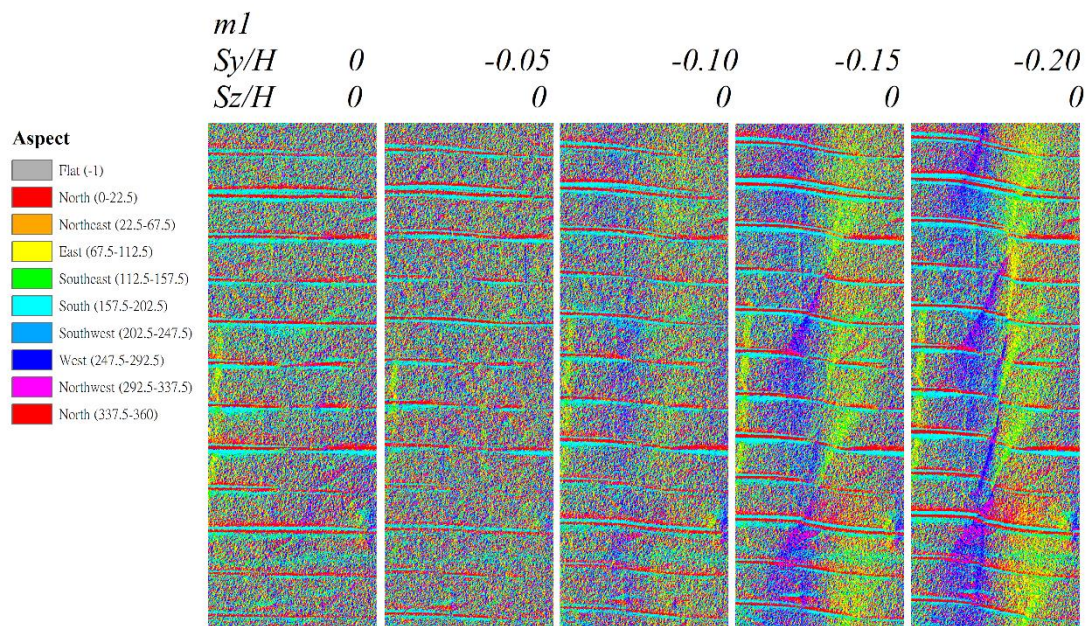 m1
Sy/H 0 -0.05 -0.10 -0.15 -0.20
Sz/H 0 0 0 0 0
Aspect
Flat (-1)
North (0-22.5)
Northeast (22.5-67.5)
East (67.5-112.5)
Southeast (112.5-157.5)
South (157.5-202.5)
Southwest (202.5-247.5)
West (247.5-292.5)
Northwest (292.5-337.5)
North (337.5-360)